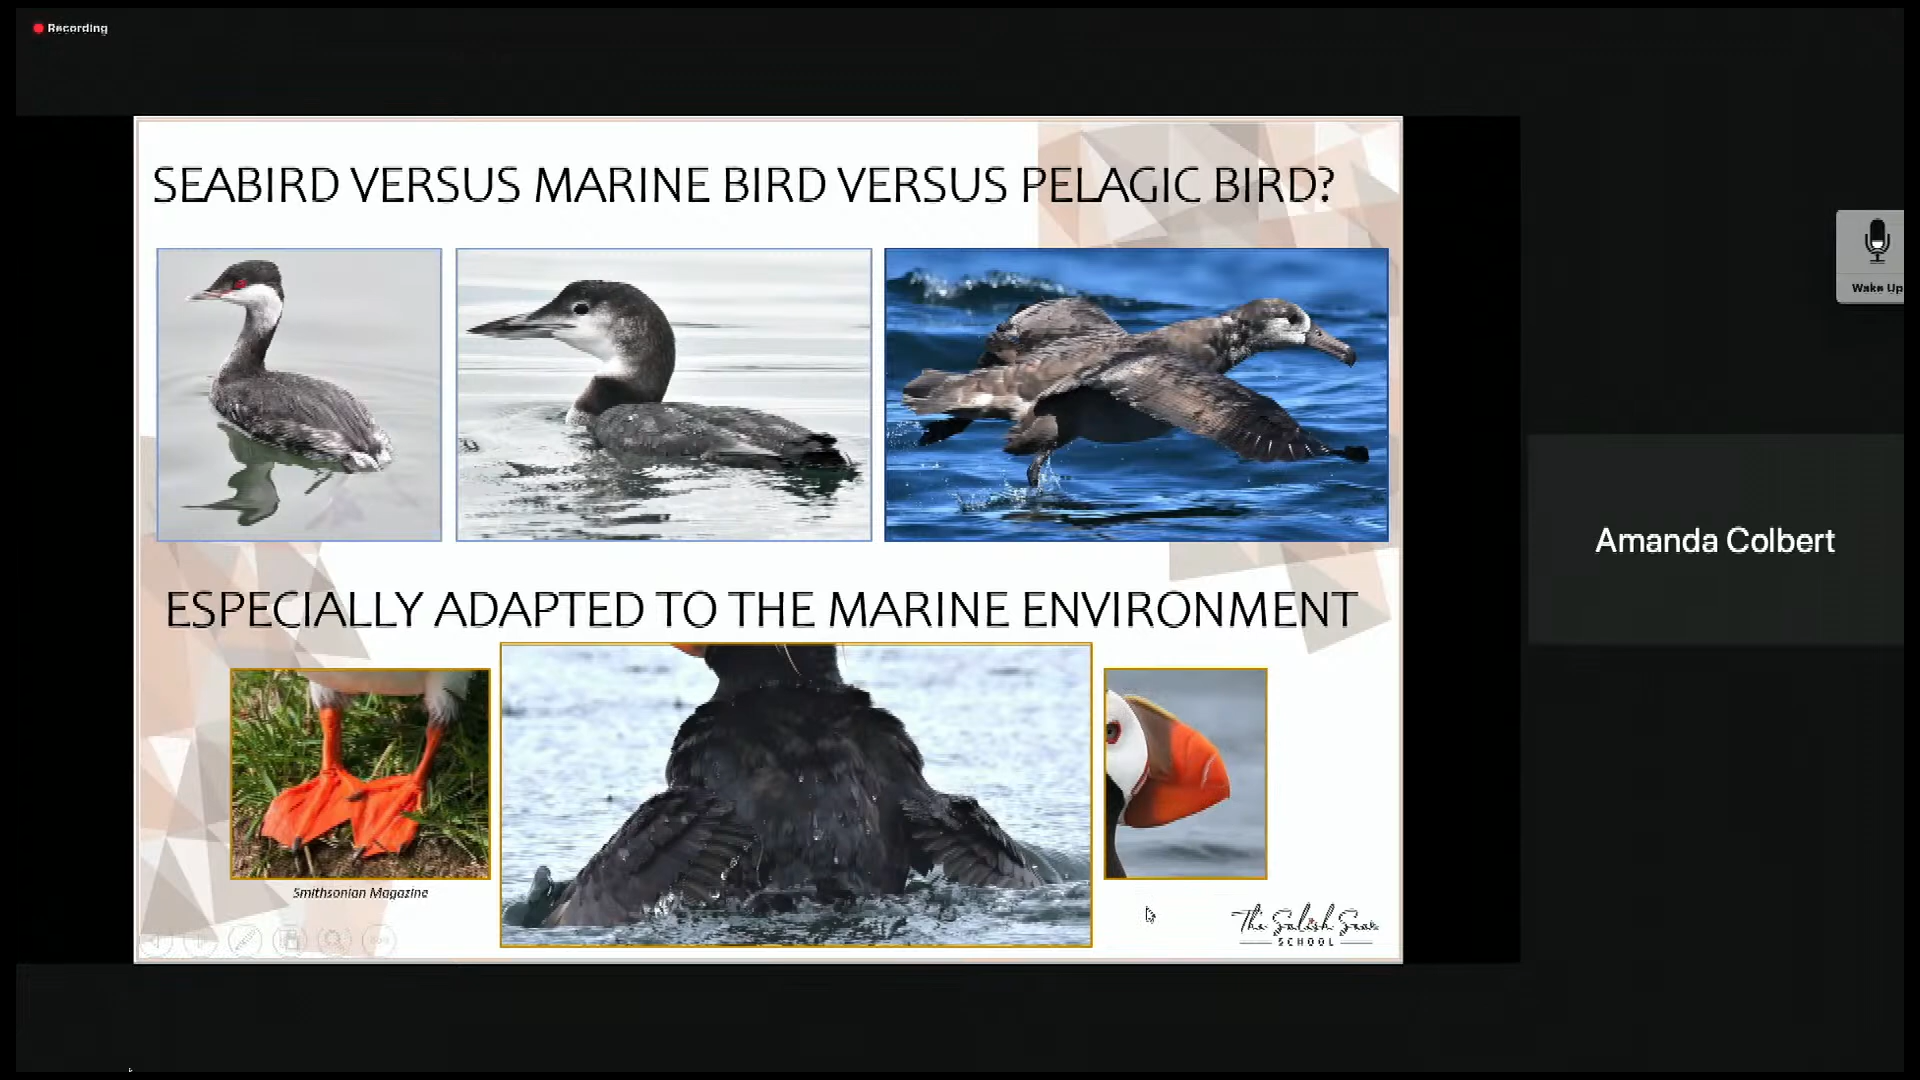 Recording
SEABIRD VERSUS MARINE BIRD VERSUS PELAGIC BIRD?
Wake Up
Amanda Colbert
ESPECIALLY ADAPTED TO THE MARINE ENVIRONMENT
Smithsonian Magazine
The Salish Sea
SCHOOL